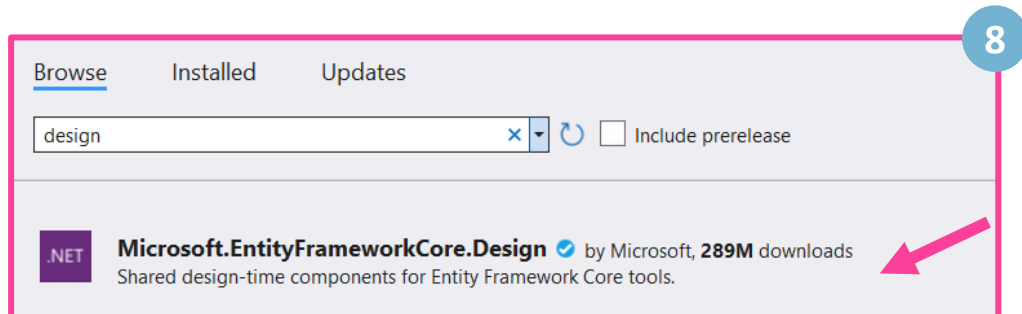 8
Browse Installed Updates
design
Include prerelease
.NET
Microsoft.EntityFrameworkCore.Design by Microsoft, 289M downloads
Shared design-time components for Entity Framework Core tools.